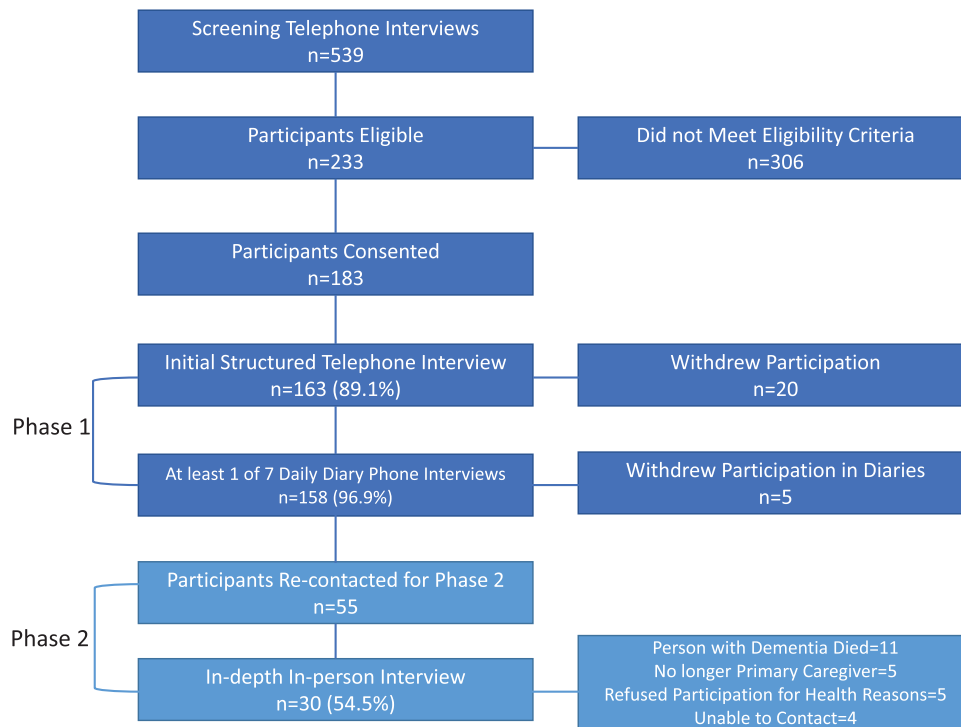 Screening Telephone Interviews
n=539
Participants Eligible
n=233
Did not Meet Eligibility Criteria
n=306
Participants Consented
n=183
Phase 1
Initial Structured Telephone Interview
n=163 (89.1%)
Withdrew Participation
n=20
At least 1 of 7 Daily Diary Phone Interviews
n=158 (96.9%)
Withdrew Participation in Diaries
n=5
Phase 2
Participants Re-contacted for Phase 2
n=55
In-depth In-person Interview
n=30 (54.5%)
Person with Dementia Died=11
No longer Primary Caregiver=5
Refused Participation for Health Reasons=5
Unable to Contact=4